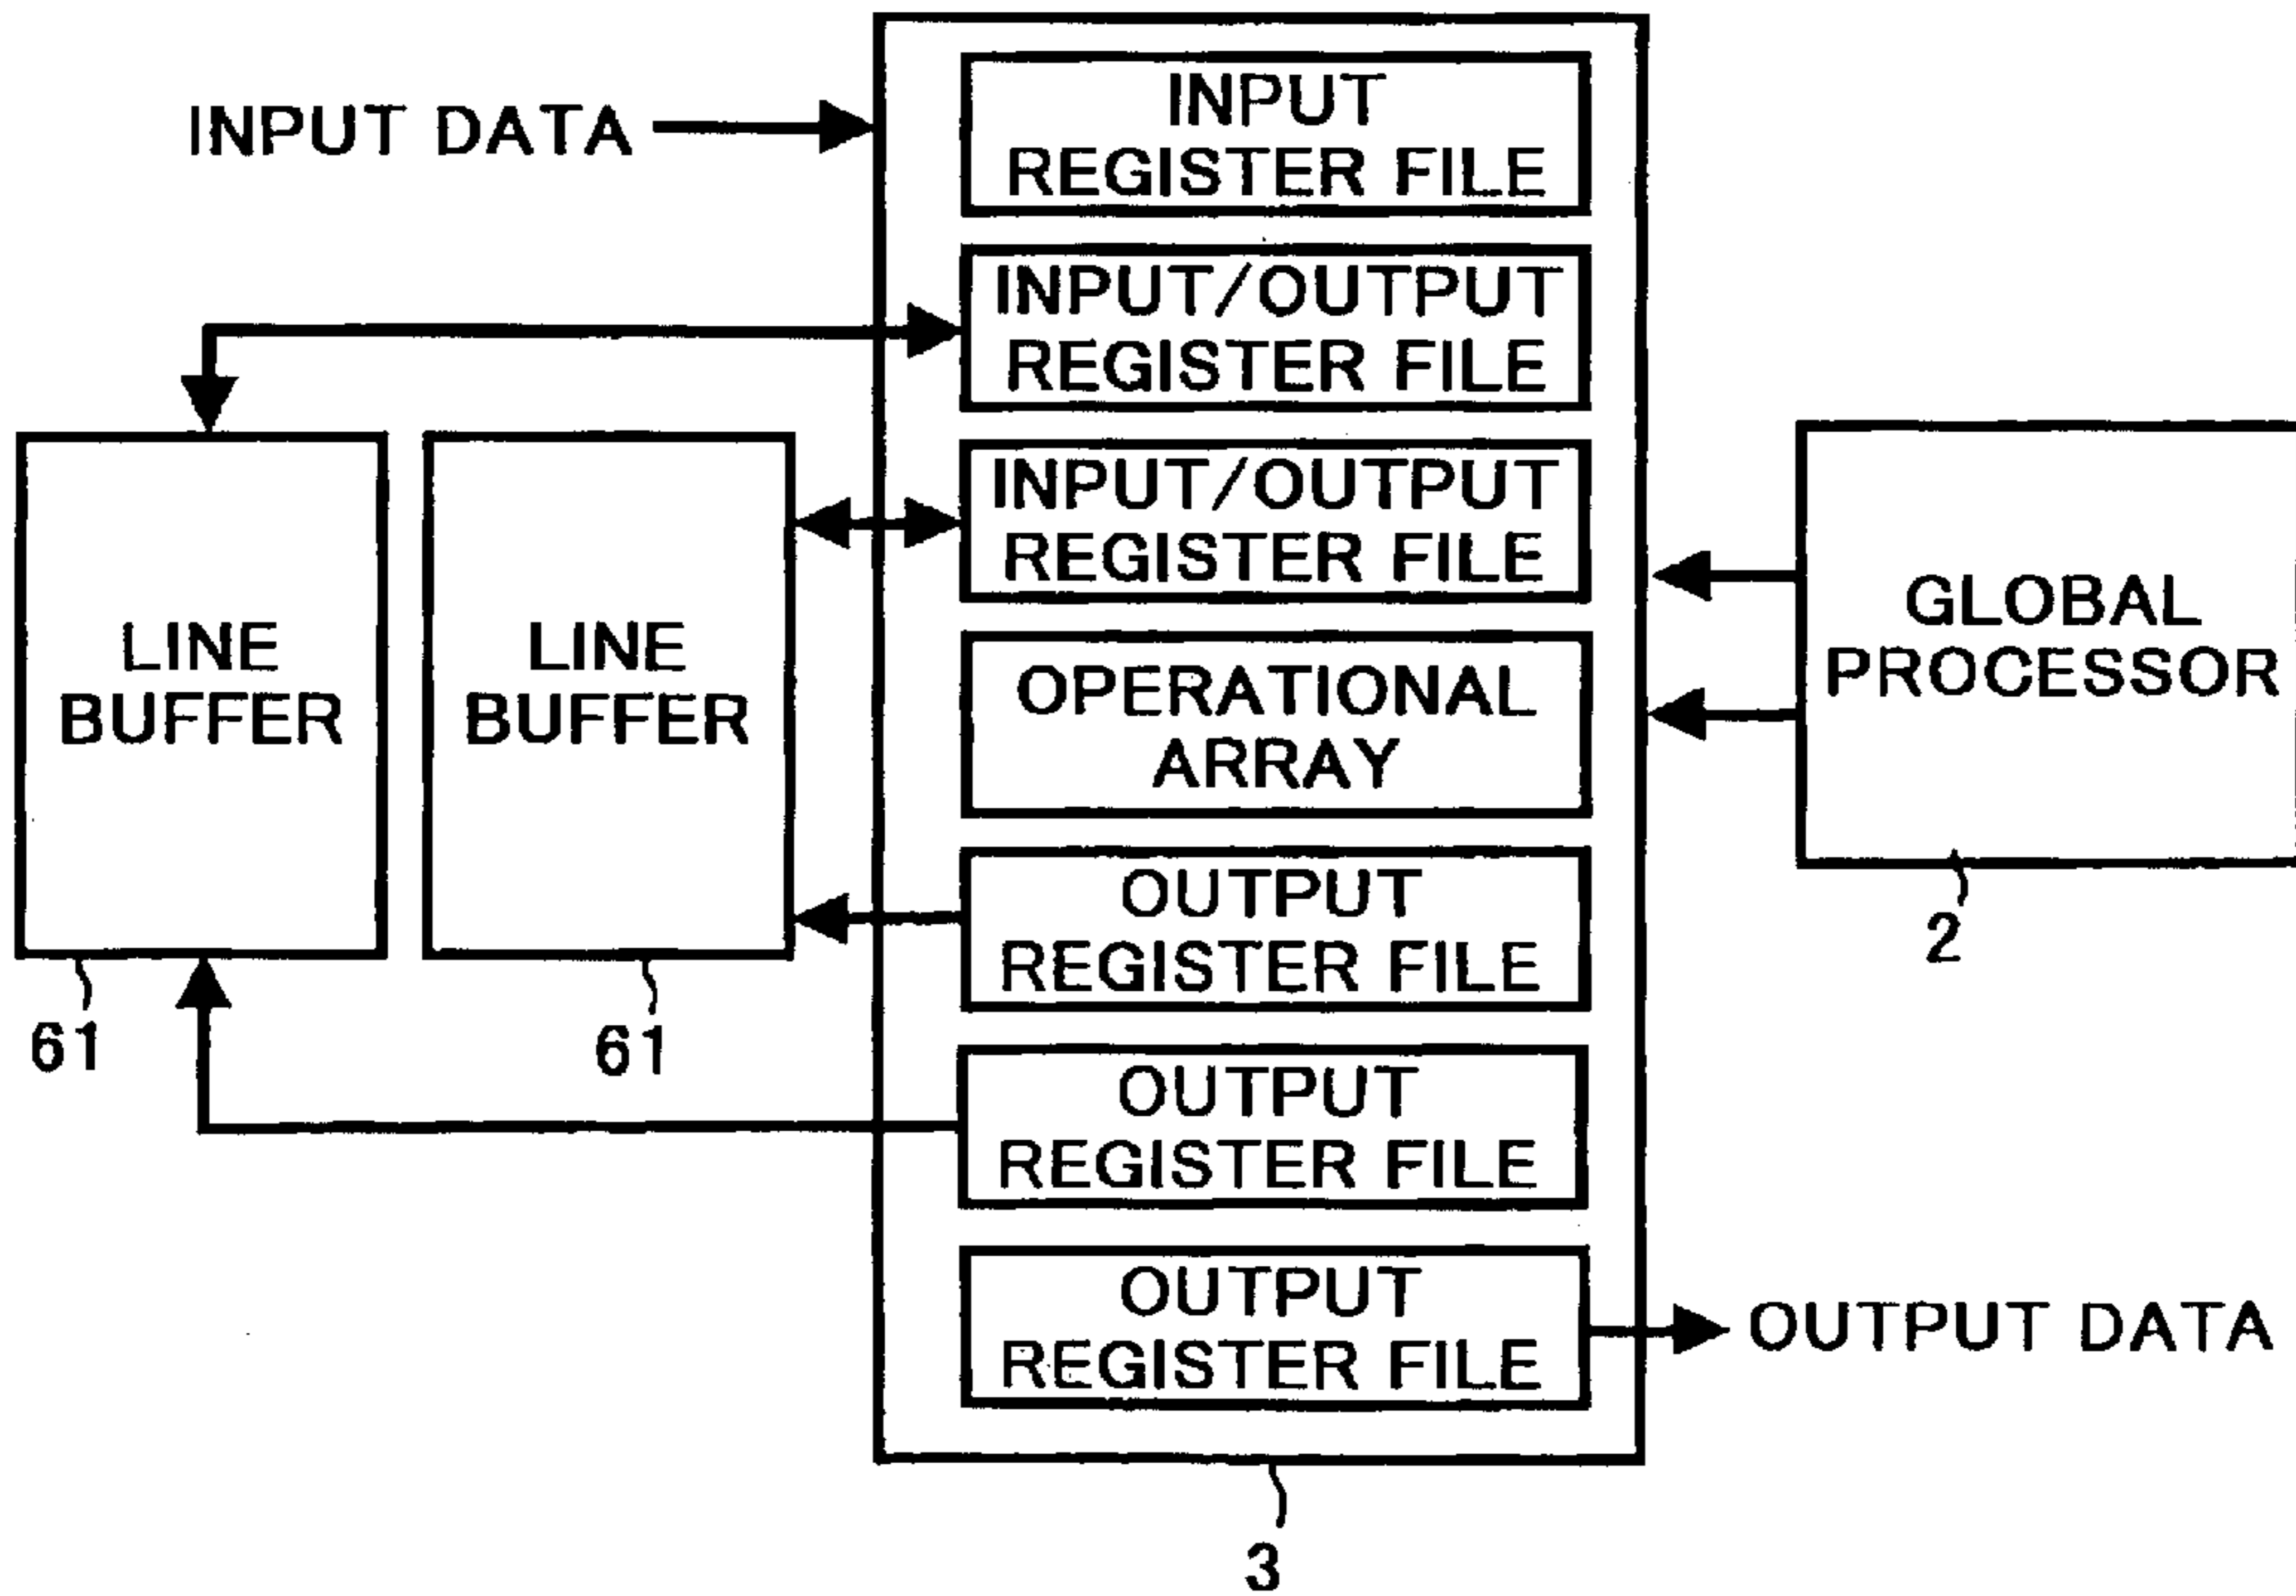 INPUT DATA
INPUT
REGISTER FILE
INPUT/OUTPUT
REGISTER FILE
INPUT/OUTPUT
REGISTER FILE
LINE
BUFFER
LINE
BUFFER
OPERATIONAL
ARRAY
GLOBAL
PROCESSOR
OUTPUT
REGISTER FILE
2
61
61
OUTPUT
REGISTER FILE
OUTPUT
REGISTER FILE
OUTPUT DATA
3